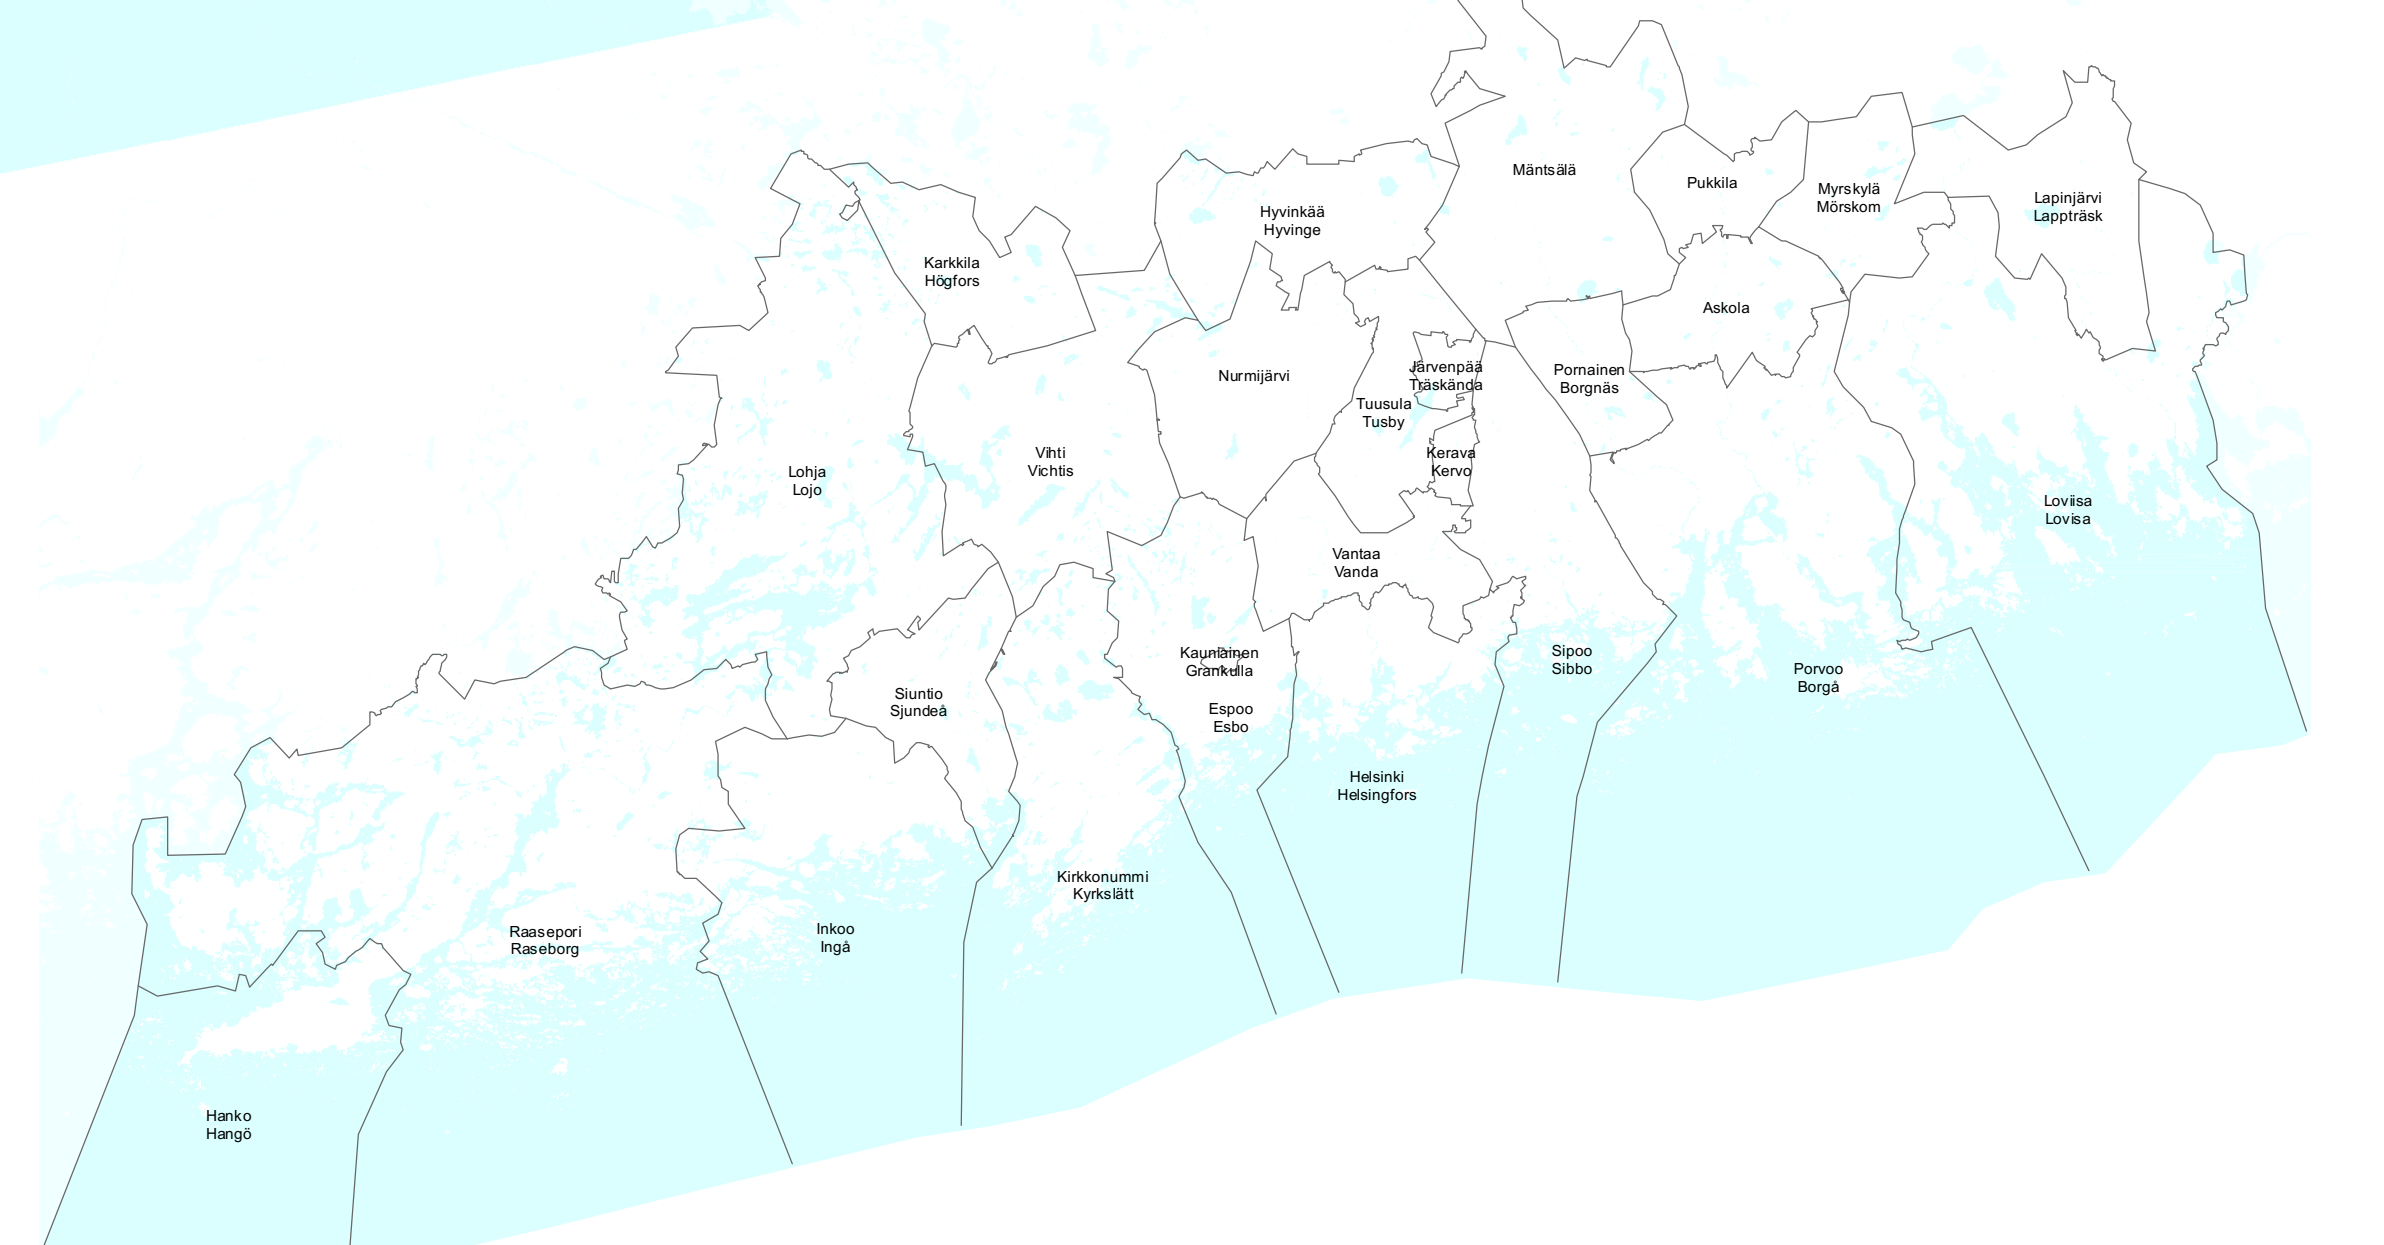 Mäntsälä
Pukkila
Myrskylä
Mörskom
Lapinjärvi
Lappträsk
Hyvinkää
Hyvinge
Karkkila
Högfors
Askola
Nurmijärvi
Järvenpää
Träskända
Pornainen
Borgnäs
Tuusula
Tusby
Kerava
Kervo
Vihti
Vichtis
Lohja
Lojo
Loviisa
Lovisa
Vantaa
Vanda
Kauniainen
Grankulla
Sipoo
Sibbo
Porvoo
Borgå
Siuntio
Sjundeå
Espoo
Esbo
Helsinki
Helsingfors
Kirkkonummi
Kyrkslätt
Raasepori
Raseborg
Inkoo
Ingå
Hanko
Hangö